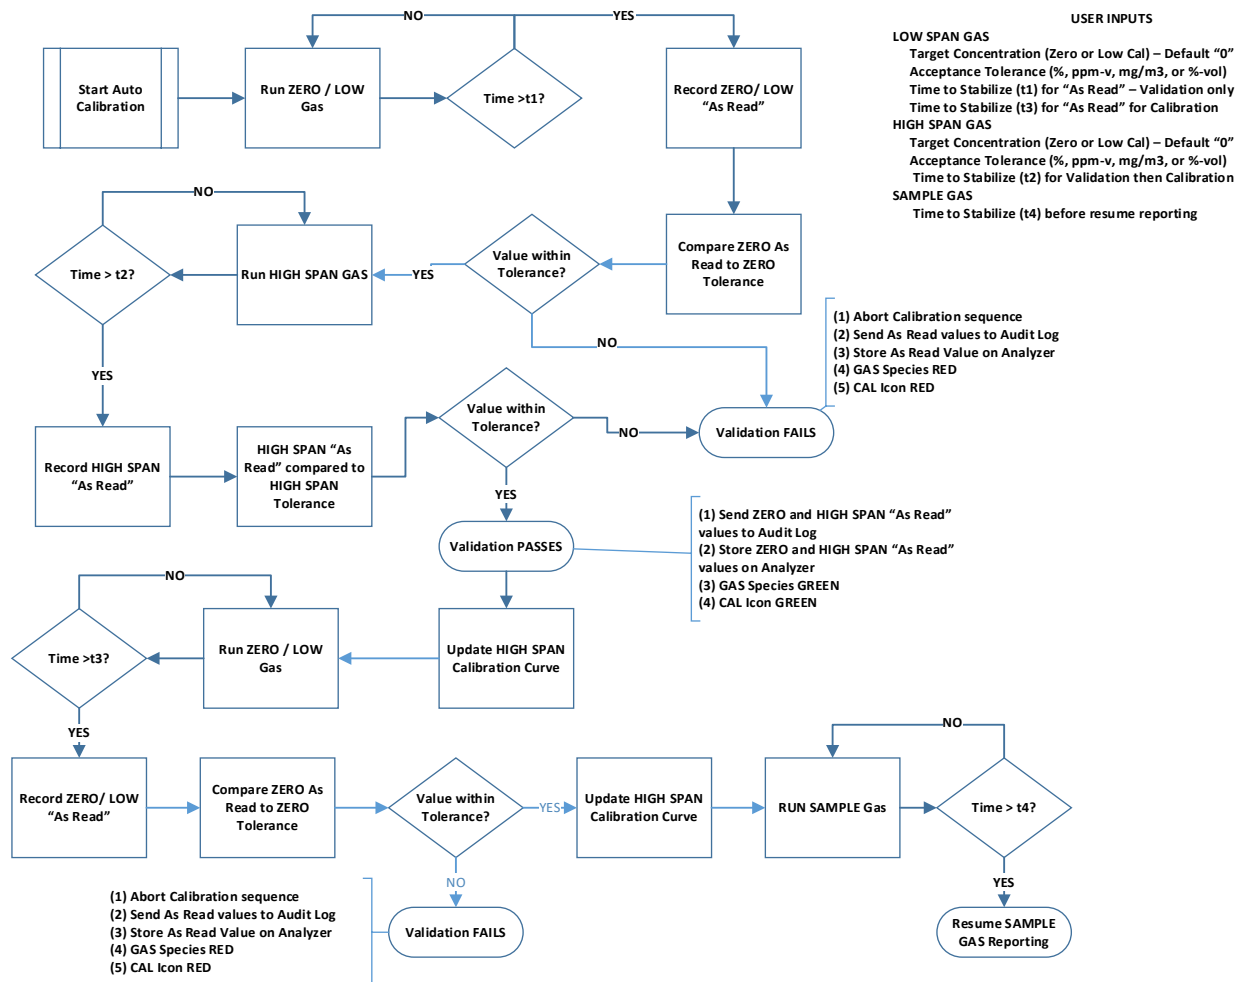 NO
YES
USER INPUTS
LOW SPAN GAS
Target Concentration (Zero or Low Cal) – Default “0”
Acceptance Tolerance (%, ppm-v, mg/m3, or %-vol)
Time to Stabilize (t1) for “As Read” – Validation only
Time to Stabilize (t3) for “As Read” for Calibration
HIGH SPAN GAS
Target Concentration (Zero or Low Cal) – Default “0”
Acceptance Tolerance (%, ppm-v, mg/m3, or %-vol)
Time to Stabilize (t2) for Validation then Calibration
SAMPLE GAS
Time to Stabilize (t4) before resume reporting
Start Auto
Calibration
Run ZERO / LOW
Gas
Time >t1?
Record ZERO/ LOW
“As Read”
NO
Time > t2?
Run HIGH SPAN GAS
YES
Value within
Tolerance?
Compare ZERO As
Read to ZERO
Tolerance
NO
(1) Abort Calibration sequence
(2) Send As Read values to Audit Log
(3) Store As Read Value on Analyzer
(4) GAS Species RED
(5) CAL Icon RED
YES
Record HIGH SPAN
“As Read”
HIGH SPAN “As
Read” compared to
HIGH SPAN
Tolerance
Value within
Tolerance?
NO
Validation FAILS
YES
Validation PASSES
(1) Send ZERO and HIGH SPAN “As Read”
values to Audit Log
(2) Store ZERO and HIGH SPAN “As Read”
values on Analyzer
(3) GAS Species GREEN
(4) CAL Icon GREEN
NO
Time >t3?
Run ZERO / LOW
Gas
Update HIGH SPAN
Calibration Curve
YES
Record ZERO/ LOW
“As Read”
Compare ZERO As
Read to ZERO
Tolerance
Value within
Tolerance?
YES
Update HIGH SPAN
Calibration Curve
NO
RUN SAMPLE Gas
Time > t4?
NO
YES
(1) Abort Calibration sequence
(2) Send As Read values to Audit Log
(3) Store As Read Value on Analyzer
(4) GAS Species RED
(5) CAL Icon RED
Validation FAILS
Resume SAMPLE
GAS Reporting